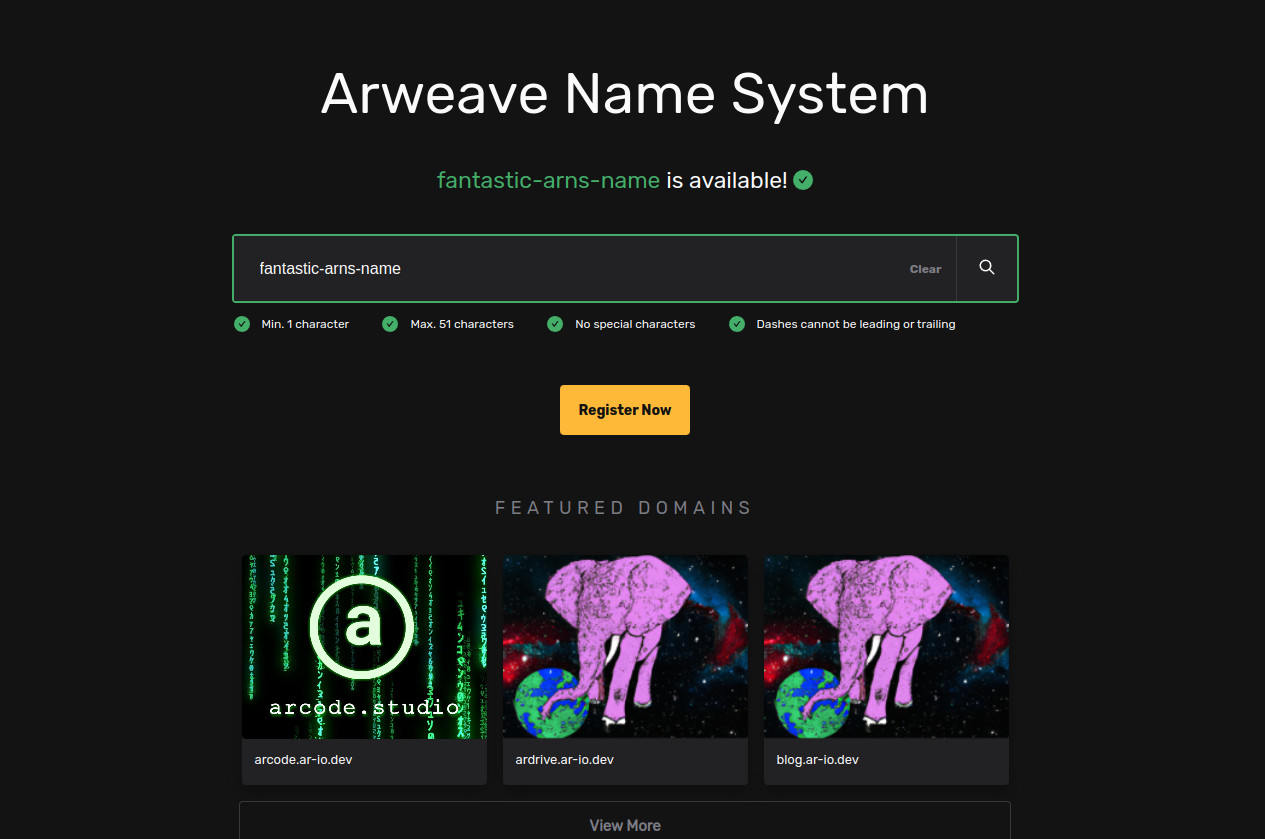 Arweave Name System
fantastic-arns-name is available!
fantastic-arns-name
Clear
Min. 1 character
Max. 51 characters
No special characters
Dashes cannot be leading or trailing
Register Now
FEATURED DOMAINS
a
arcode.studio
arcode.ar-io.dev
ardrive.ar-io.dev
blog.ar-io.dev
View More